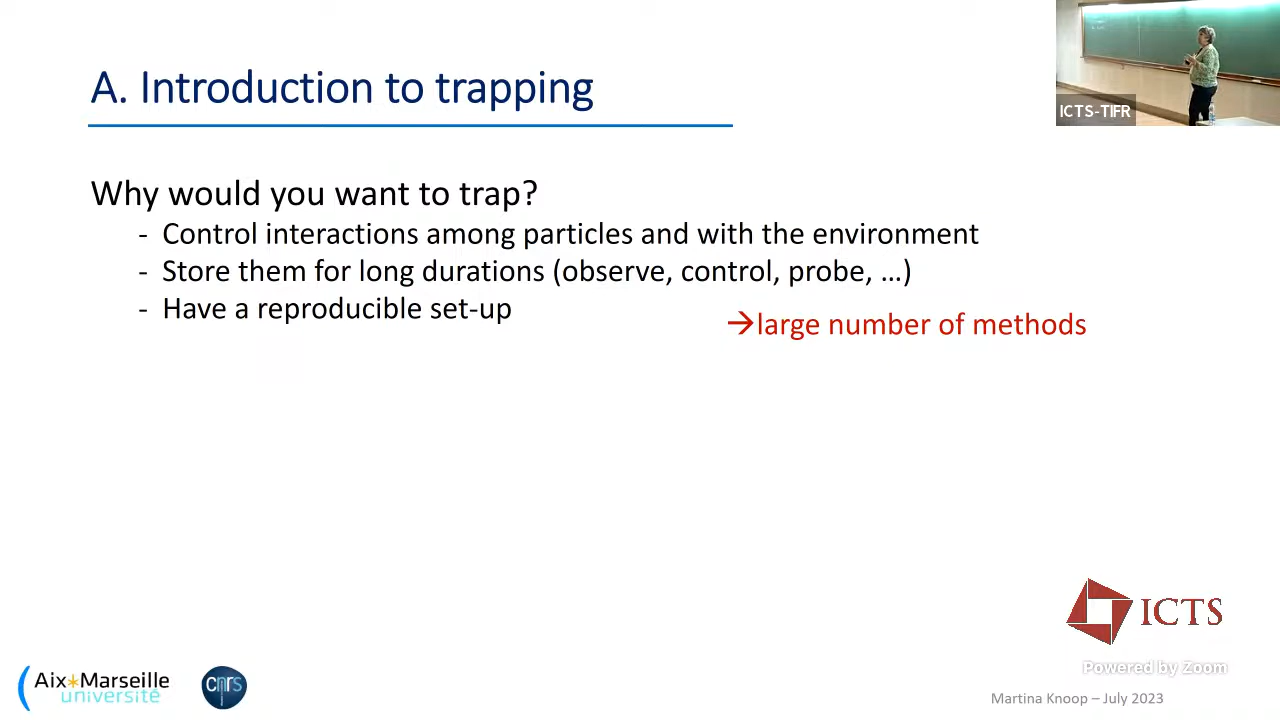 A. Introduction to trapping
ICTS-TIFR
Why would you want to trap?
- Control interactions among particles and with the environment
- Store them for long durations (observe, control, probe, …)
- Have a reproducible set-up
→large number of methods
ICTS
Powered by Zoom
Aix*Marseille
université
cnrs
Martina Knoop – July 2023